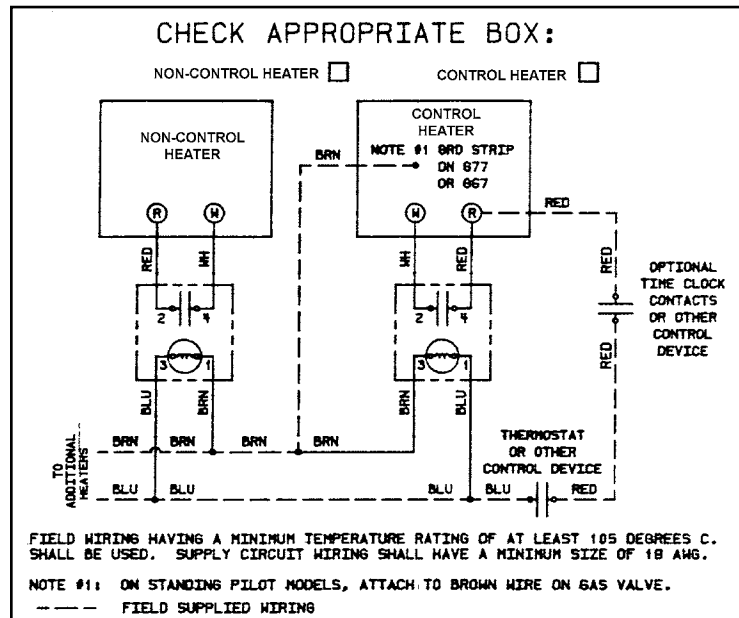 CHECK APPROPRIATE BOX:
NON-CONTROL HEATER
CONTROL HEATER
NON-CONTROL
HEATER
R
W
CONTROL
HEATER
NOTE #1 GRD STRIP
ON G77
OR G67
W
R
BRN
RED
RED
WH
WH
RED
RED
RED
OPTIONAL
TIME CLOCK
CONTACTS
OR OTHER
CONTROL
DEVICE
2
4
3
1
2
4
3
1
BLU
BRN
BRN
BLU
BRN
BRN
BRN
BRN
TO
ADDITIONAL
HEATERS
BLU
BLU
BLU
BLU
RED
THERMOSTAT
OR OTHER
CONTROL DEVICE
FIELD WIRING HAVING A MINIMUM TEMPERATURE RATING OF AT LEAST 105 DEGREES C.
SHALL BE USED. SUPPLY CIRCUIT WIRING SHALL HAVE A MINIMUM SIZE OF 18 AWG.
NOTE #1: ON STANDING PILOT MODELS, ATTACH TO BROWN WIRE ON GAS VALVE.
FIELD SUPPLIED WIRING